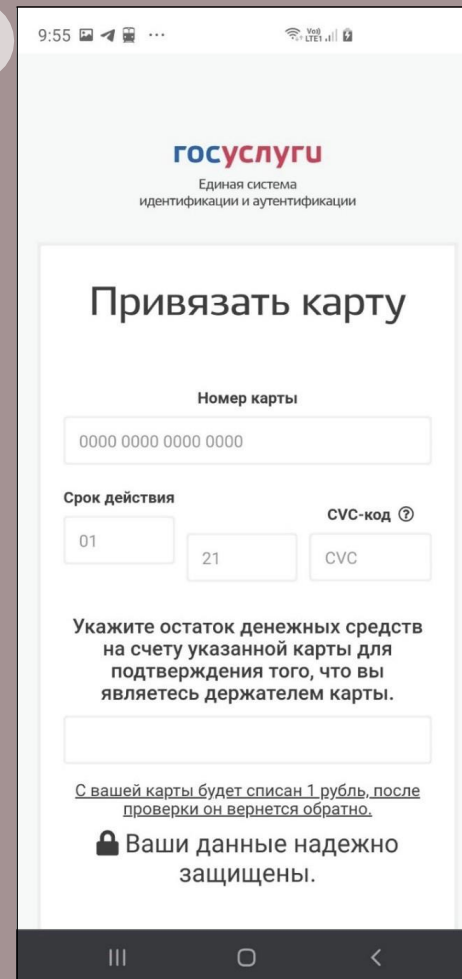 9:55 ...
Vo)) LTE1
госуслуги
Единая система
идентификации и аутентификации
Привязать карту
Номер карты
0000 0000 0000 0000
Срок действия
CVC-код ?
01
21
CVC
Укажите остаток денежных средств
на счету указанной карты для
подтверждения того, что вы
являетесь держателем карты.
С вашей карты будет списан 1 рубль, после
проверки он вернется обратно.
Ваши данные надежно
защищены.